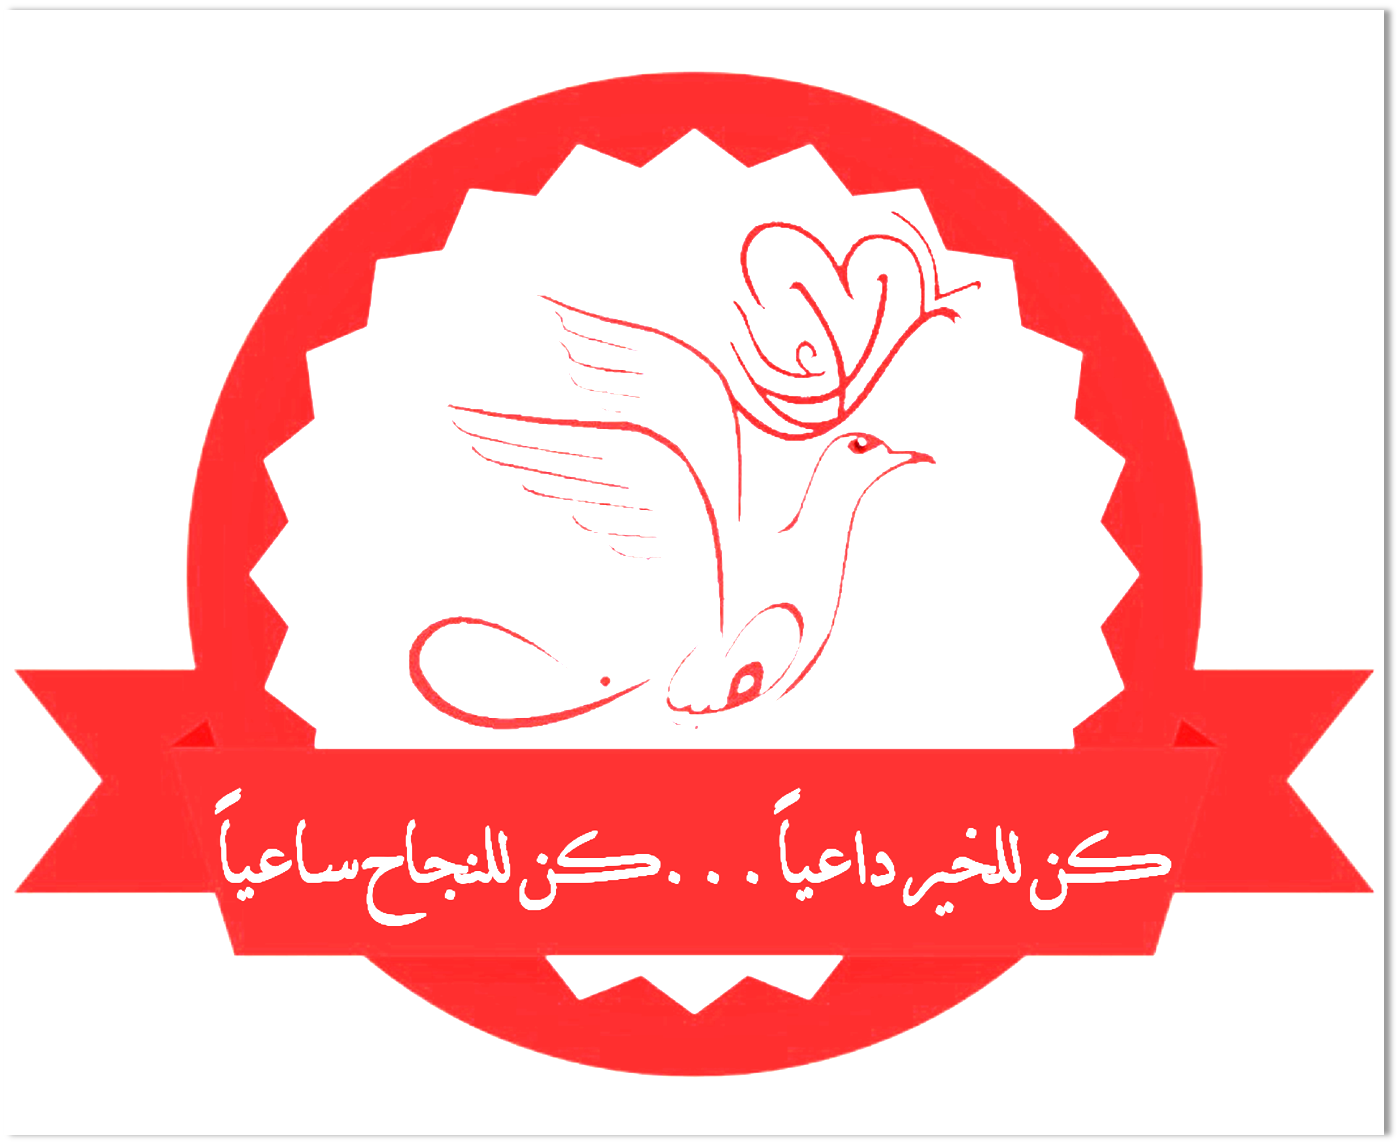 كن للخير داعياً . . . كن للنجاح ساعياً